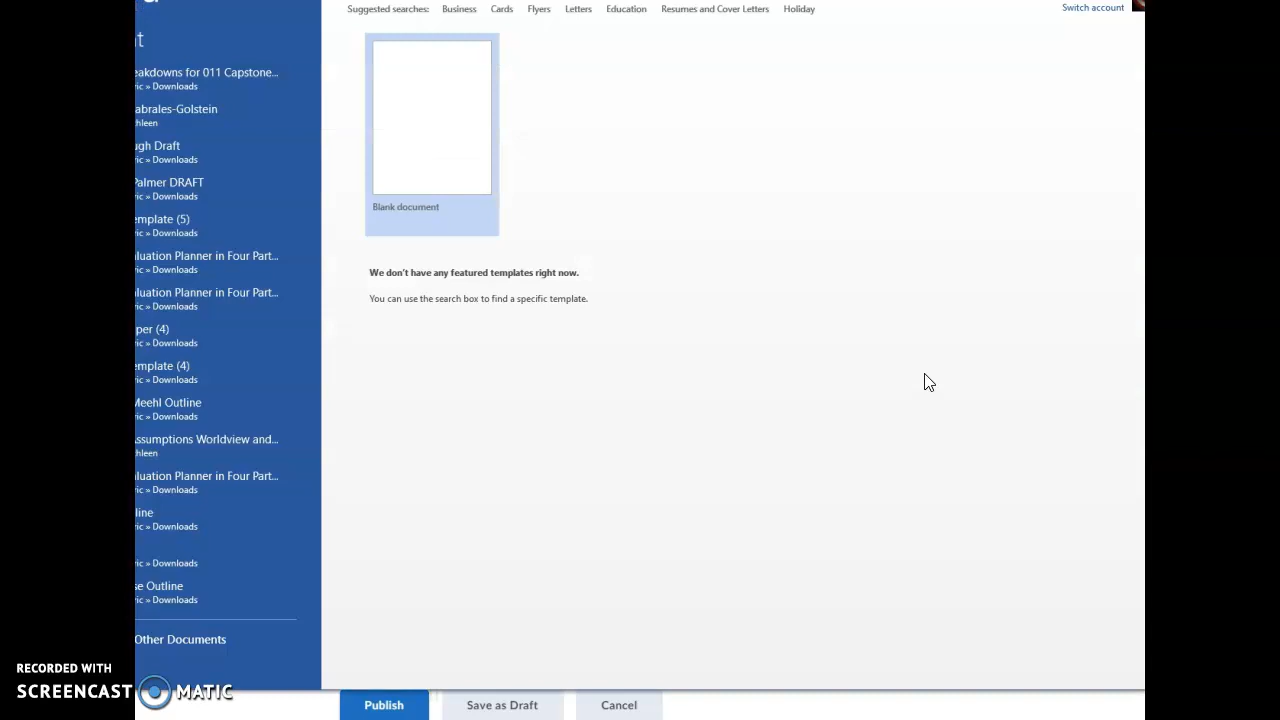 Suggested searches: Business Cards Flyers Letters Education Resumes and Cover Letters Holiday
Switch account
eakdowns for 011 Capstone...
ic » Downloads
abrales-Golstein
hleen
ugh Draft
ic » Downloads
Palmer DRAFT
ic » Downloads
emplate (5)
ic » Downloads
luation Planner in Four Part...
ic » Downloads
luation Planner in Four Part...
ic » Downloads
per (4)
ic » Downloads
emplate (4)
ic » Downloads
Meehl Outline
ic » Downloads
Assumptions Worldview and...
hleen
luation Planner in Four Part...
ic » Downloads
line
ic » Downloads
ic » Downloads
se Outline
ic » Downloads
Other Documents
Blank document
We don't have any featured templates right now.
You can use the search box to find a specific template.
RECORDED WITH
SCREENCAST MATIC
Publish Save as Draft Cancel